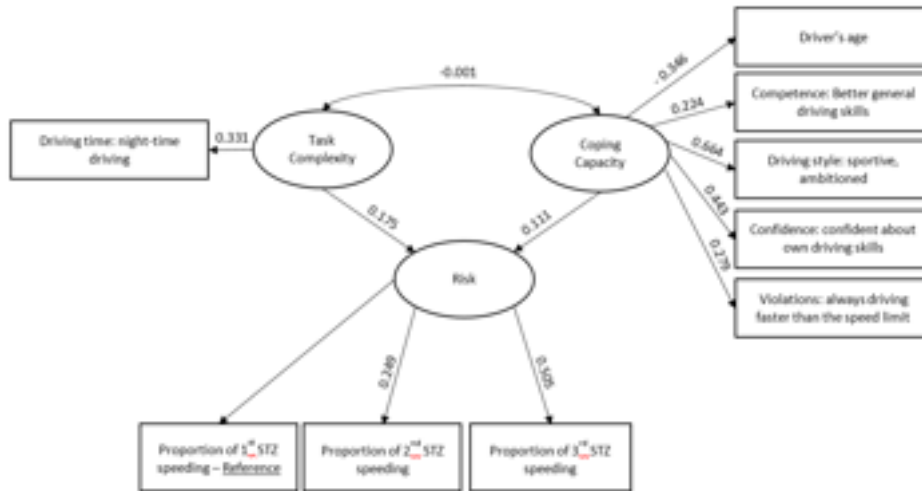 Driver's age
-0.001
- 0.346
Competence: Better general
driving skills
0.224
Driving time: night-time
driving
0.331
Task
Complexity
Coping
Capacity
0.664
Driving style: sportive,
ambitioned
0.443
Confidence: confident about
own driving skills
0.175
0.111
0.279
Risk
Violations: always driving
faster than the speed limit
0.249
0.505
Proportion of 1st STZ
speeding – Reference
Proportion of 2nd STZ
speeding
Proportion of 3rd STZ
speeding